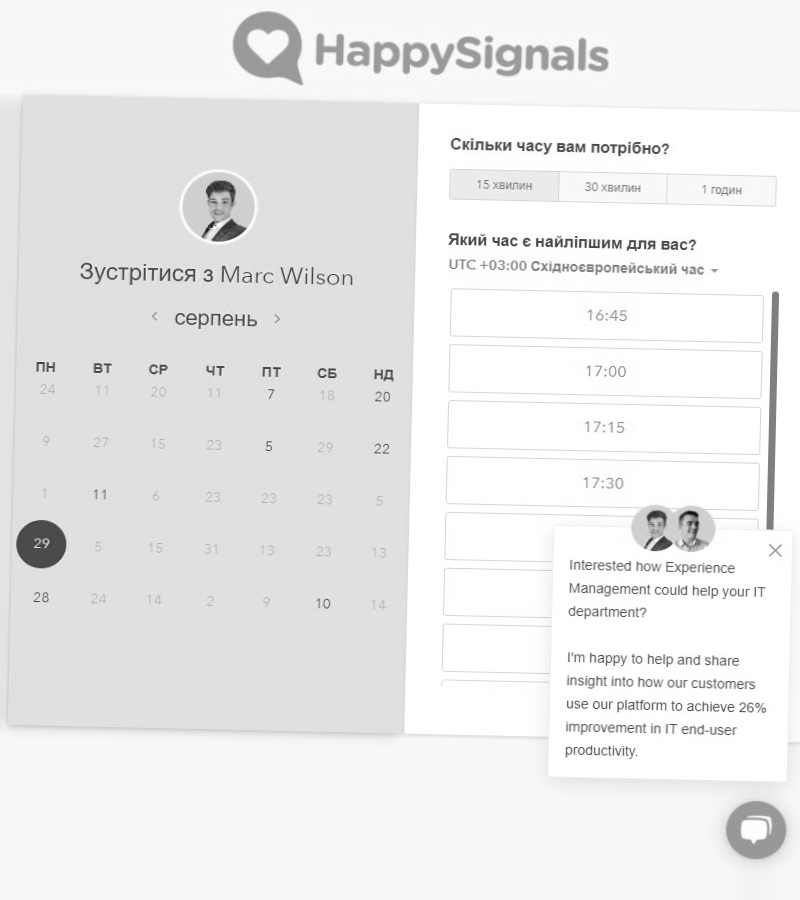 HappySignals
Зустрітися з Marc Wilson
серпень
ПН ВТ СР ЧТ ПТ СБ НД
24 11 20 11 7 18 20
9 27 15 23 5 29 22
1 11 6 23 23 23 5
29 5 15 31 13 23 13
28 24 14 2 9 10 14
Скільки часу вам потрібно?
15 хвилин 30 хвилин 1 годин
Який час є найліпшим для вас?
UTC +03:00 Східноєвропейський час
16:45
17:00
17:15
17:30
Interested how Experience
Management could help your IT
department?
I'm happy to help and share
insight into how our customers
use our platform to achieve 26%
improvement in IT end-user
productivity.